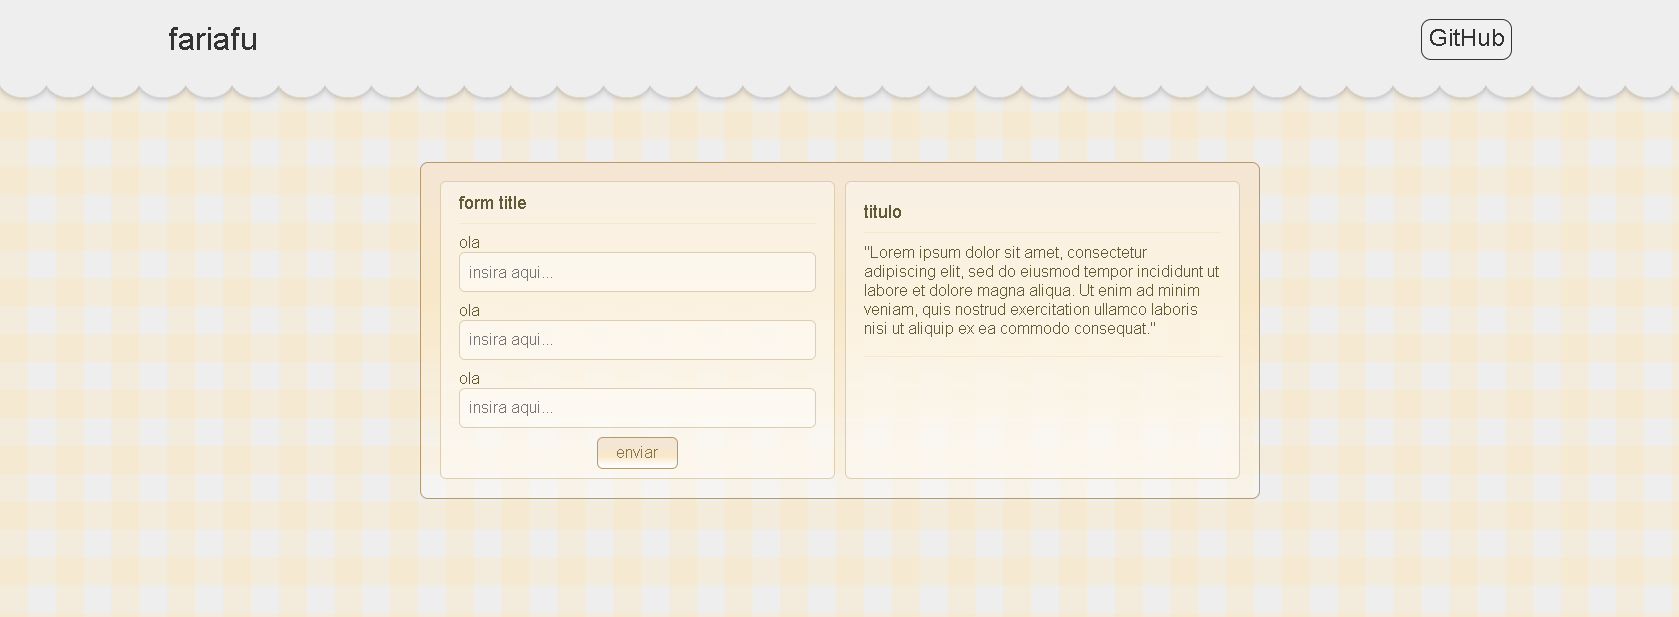 fariafu
GitHub
form title
ola
insira aqui...
ola
insira aqui...
ola
insira aqui...
enviar
titulo
"Lorem ipsum dolor sit amet, consectetur
adipiscing elit, sed do eiusmod tempor incididunt ut
labore et dolore magna aliqua. Ut enim ad minim
veniam, quis nostrud exercitation ullamco laboris
nisi ut aliquip ex ea commodo consequat."